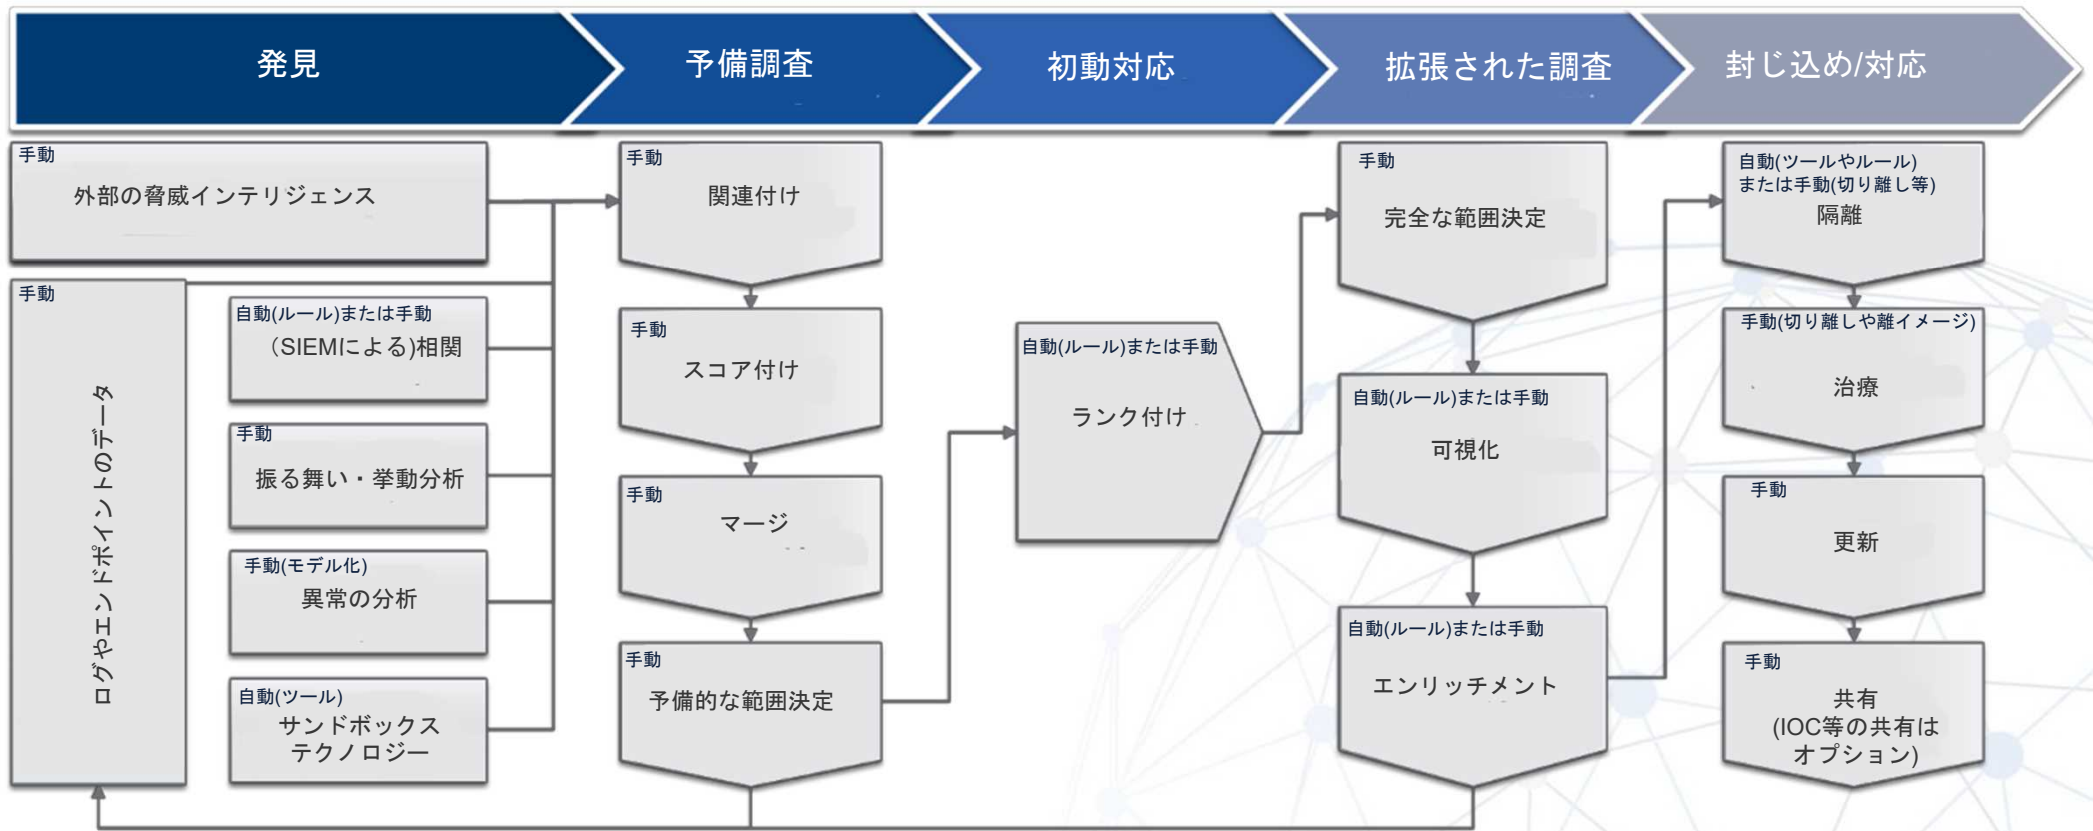 発見
予備調査
初動対応
拡張された調査
封じ込め/対応
手動
外部の脅威インテリジェンス
手動
ログやエンドポイントのデータ
自動(ルール)または手動
（SIEMによる)相関
手動
振る舞い・挙動分析
手動(モデル化)
異常の分析
自動(ツール)
サンドボックス
テクノロジー
手動
関連付け
手動
スコア付け
手動
マージ
手動
予備的な範囲決定
自動(ルール)または手動
ランク付け
手動
完全な範囲決定
自動(ルール)または手動
可視化
自動(ルール)または手動
エンリッチメント
自動(ツールやルール)
または手動(切り離し等)
隔離
手動(切り離しや離イメージ)
治療
手動
更新
手動
共有
(IOC等の共有は
オプション)